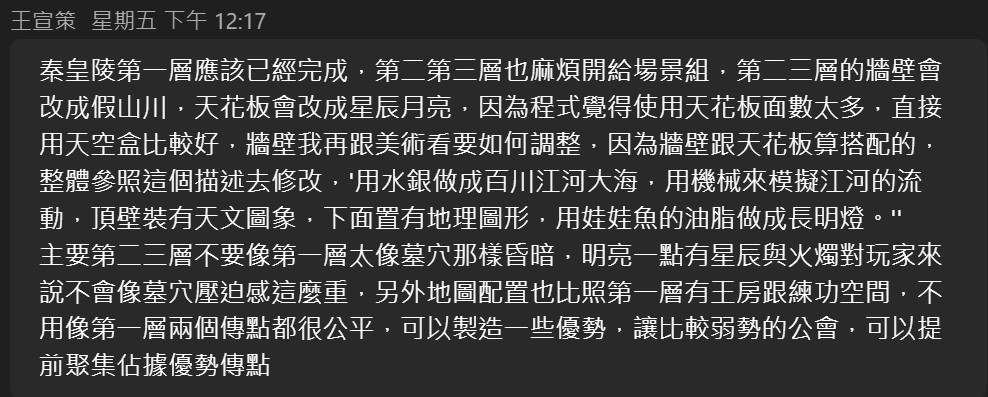 王宣策 星期五 下午 12:17
秦皇陵第一層應該已經完成，第二第三層也麻煩開給場景組，第二三層的牆壁會
改成假山川，天花板會改成星辰月亮，因為程式覺得使用天花板面數太多，直接
用天空盒比較好，牆壁我再跟美術看要如何調整，因為牆壁跟天花板算搭配的，
整體參照這個描述去修改，'用水銀做成百川江河大海，用機械來模擬江河的流
動，頂壁裝有天文圖象，下面置有地理圖形，用娃娃魚的油脂做成長明燈。"
主要第二三層不要像第一層太像墓穴那樣昏暗，明亮一點有星辰與火燭對玩家來
說不會像墓穴壓迫感這麼重，另外地圖配置也比照第一層有王房跟練功空間，不
用像第一層兩個傳點都很公平，可以製造一些優勢，讓比較弱勢的公會，可以提
前聚集佔據優勢傳點